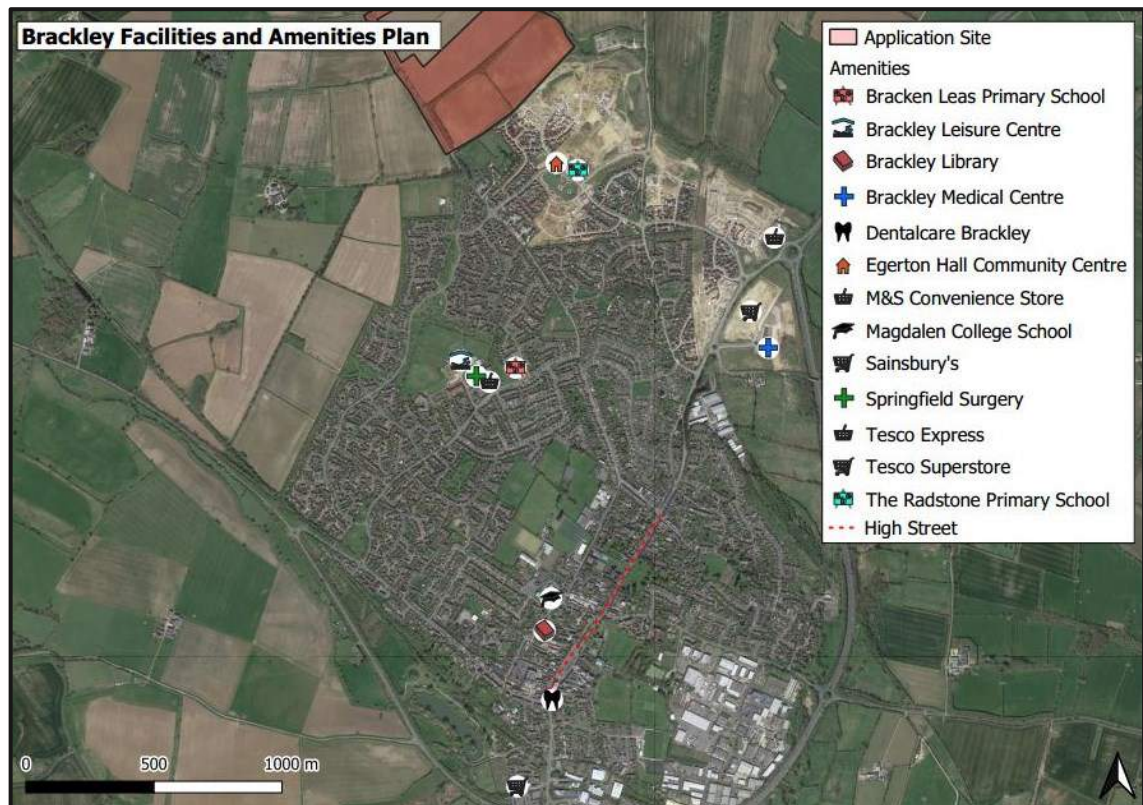 Brackley Facilities and Amenities Plan
Application Site
Amenities
Bracken Leas Primary School
Brackley Leisure Centre
Brackley Library
Brackley Medical Centre
Dentalcare Brackley
Egerton Hall Community Centre
M&S Convenience Store
Magdalen College School
Sainsbury's
Springfield Surgery
Tesco Express
Tesco Superstore
The Radstone Primary School
High Street
0 500 1000 m